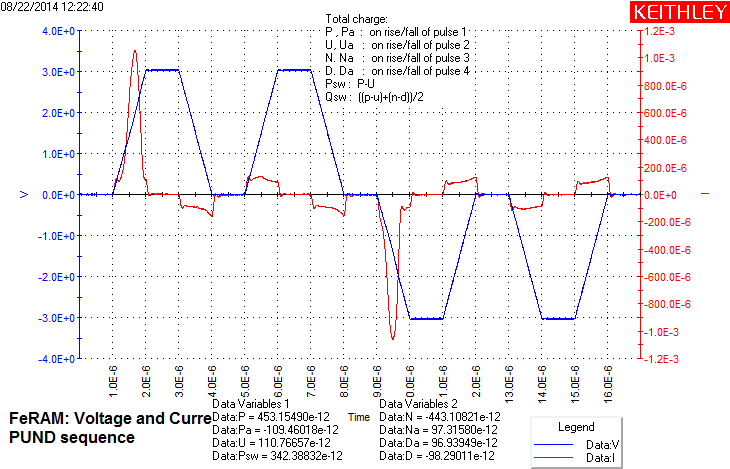 08/22/2014 12:22:40
KEITHLEY
Total charge:
P , Pa : on rise/fall of pulse 1
U, Ua : on rise/fall of pulse 2
N. Na : on rise/fall of pulse 3
D. Da : on rise/fall of pulse 4
Psw : P-U
Qsw : ((p-u)+(n-d))/2
4.0E+0
3.0E+0
2.0E+0
1.0E+0
0.0E+0
-1.0E+0
-2.0E+0
-3.0E+0
-4.0E+0
V
1.2E-3
1.0E-3
800.0E-6
600.0E-6
400.0E-6
200.0E-6
0.0E+0
-200.0E-6
-400.0E-6
-600.0E-6
-800.0E-6
-1.0E-3
-1.2E-3
I
1.0E-6
2.0E-6
3.0E-6
4.0E-6
5.0E-6
6.0E-6
7.0E-6
8.0E-6
9.0E-6
0.0E-6
11.0E-6
2.0E-6
13.0E-6
14.0E-6
15.0E-6
16.0E-6
FeRAM: Voltage and Curre
PUND sequence
Data Variables 1
Data:P = 453.15490e-12
Data:Pa = -109.46018e-12
Data:U = 110.76657e-12
Data:Psw = 342.38832e-12
Time
Data Variables 2
Data:N = -443.10821e-12
Data:Na = 97.31580e-12
Data:Da = 96.93949e-12
Data:D = -98.29011e-12
Legend
Data:V
Data:I